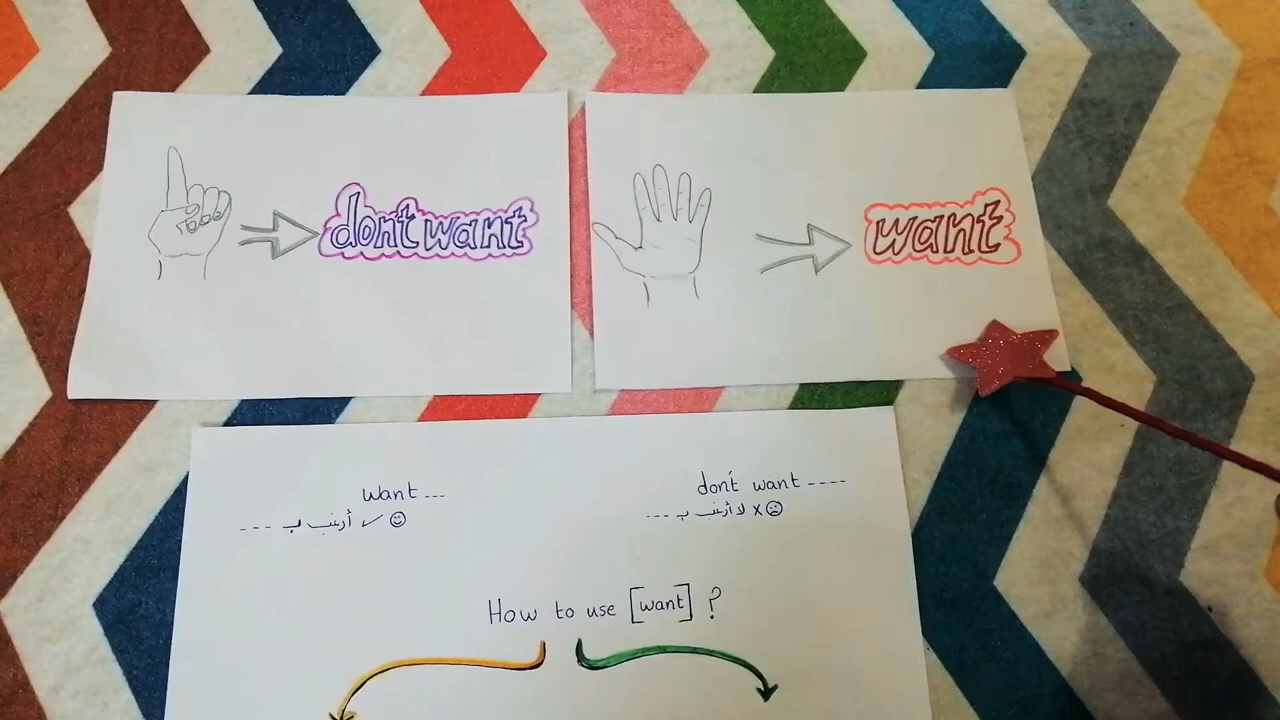 dont want
want
want ---
أرغب ب ---
don't want ----
لا أرغب ب ---
How to use [want] ?